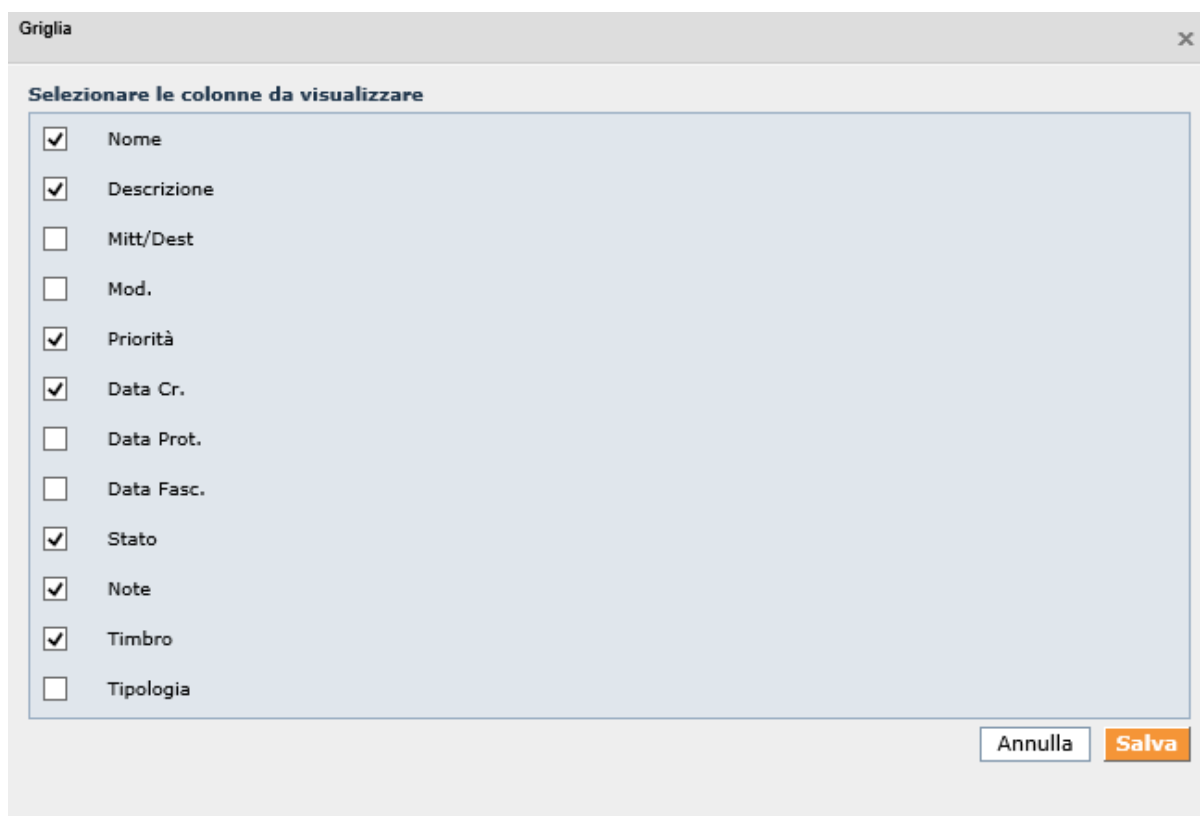 Griglia
Selezionare le colonne da visualizzare
Nome
Descrizione
Mitt/Dest
Mod.
Priorità
Data Cr.
Data Prot.
Data Fasc.
Stato
Note
Timbro
Tipologia
Annulla Salva